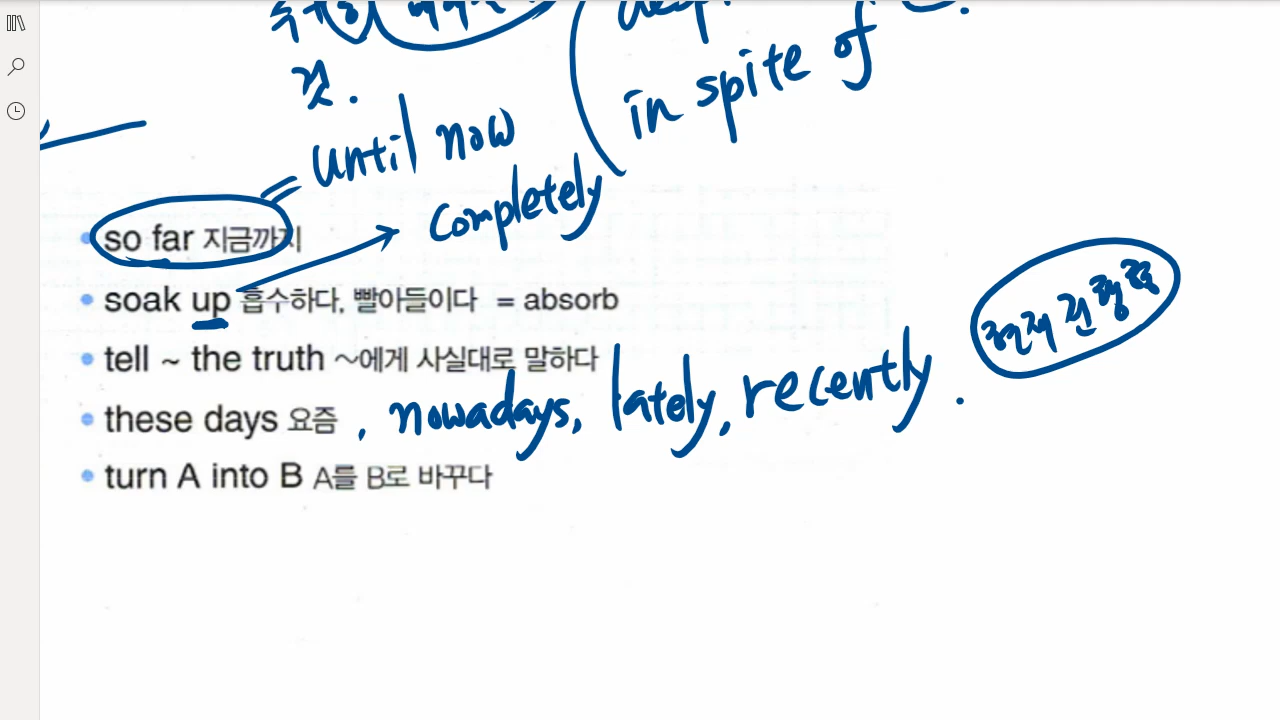 것.
in spite of
until now
completely
so far 지금까지
soak up 흡수하다, 빨아들이다 = absorb
tell ~ the truth ~에게 사실대로 말하다
these days 요즘 , nowadays, lately, recently.
현재 진행형
turn A into B A를 B로 바꾸다